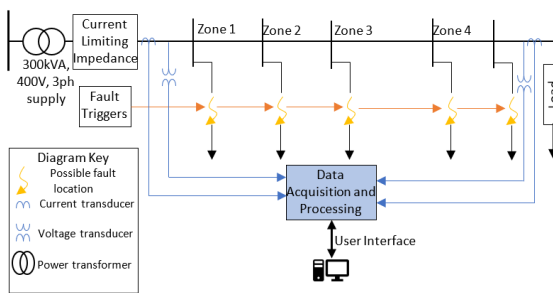 Current
Limiting
Impedance
Zone 1
Zone 2
Zone 3
Zone 4
300kVA,
400V, 3ph
supply
Fault
Triggers
Load
Diagram Key
Possible fault
location
Current transducer
Voltage transducer
Power transformer
Data
Acquisition and
Processing
User Interface